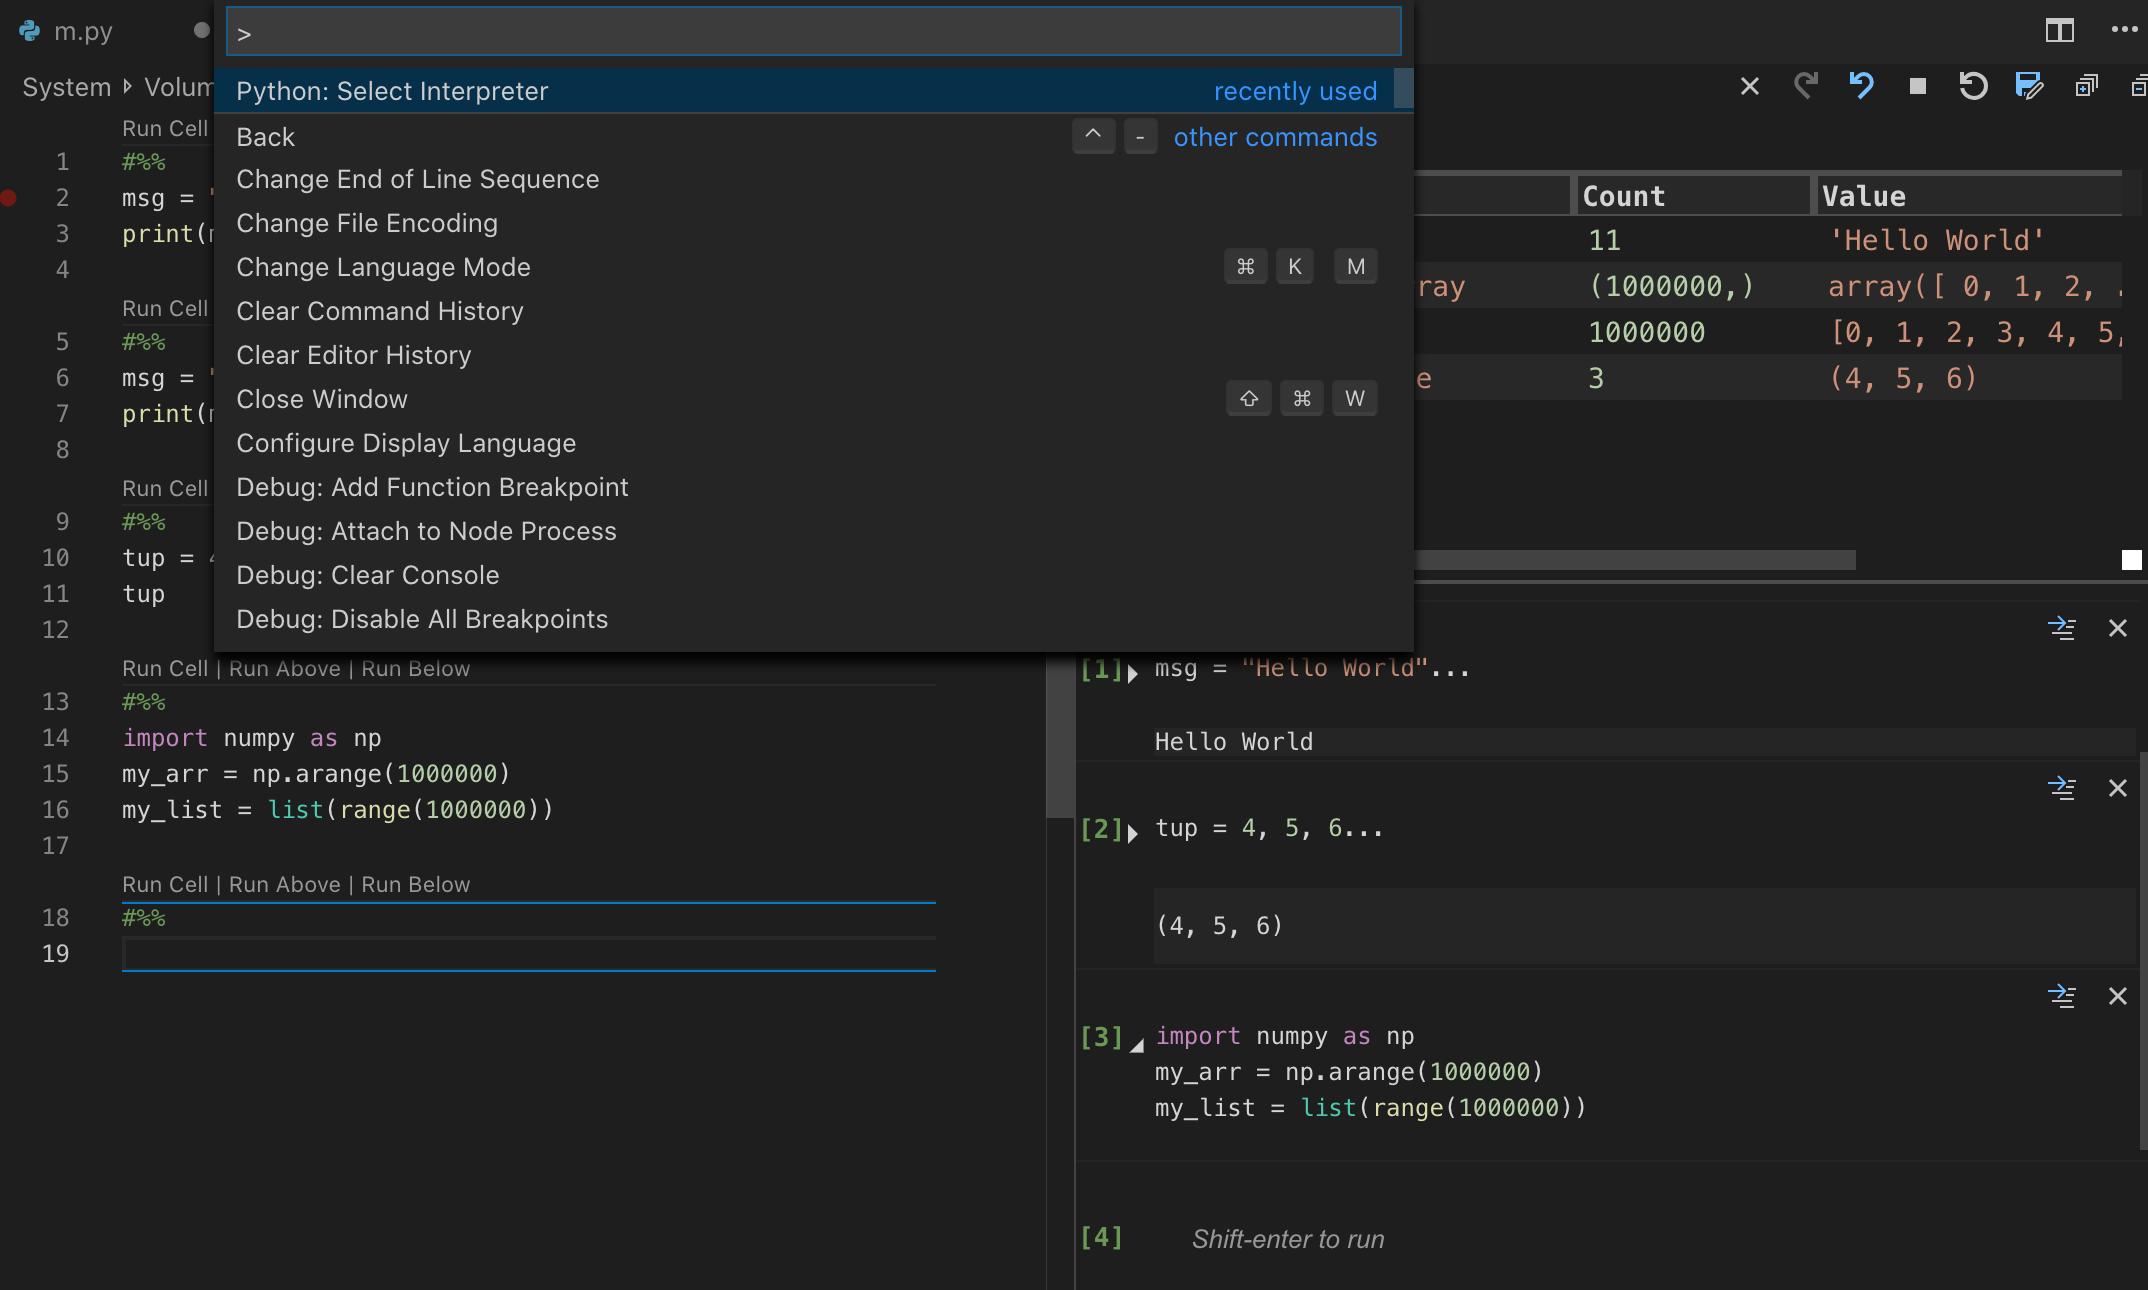 m.py
>
System Volum
Python: Select Interpreter recently used
Back ^ - other commands
Change End of Line Sequence
Change File Encoding
Change Language Mode ⌘ K M
Clear Command History
Clear Editor History
Close Window ⇧ ⌘ W
Configure Display Language
Debug: Add Function Breakpoint
Debug: Attach to Node Process
Debug: Clear Console
Debug: Disable All Breakpoints
Run Cell
1 #%%
2 msg =
3 print(
4
Run Cell
5 #%%
6 msg =
7 print(
8
Run Cell
9 #%%
10 tup =
11 tup
12
Run Cell | Run Above | Run Below
13 #%%
14 import numpy as np
15 my_arr = np.arange(1000000)
16 my_list = list(range(1000000))
17
Run Cell | Run Above | Run Below
18 #%%
19
Count Value
11 'Hello World'
ray (1000000,) array([ 0, 1, 2,
1000000 [0, 1, 2, 3, 4, 5,
e 3 (4, 5, 6)
[1] msg = "Hello World"...
Hello World
[2] tup = 4, 5, 6...
(4, 5, 6)
[3] import numpy as np
my_arr = np.arange(1000000)
my_list = list(range(1000000))
[4] Shift-enter to run